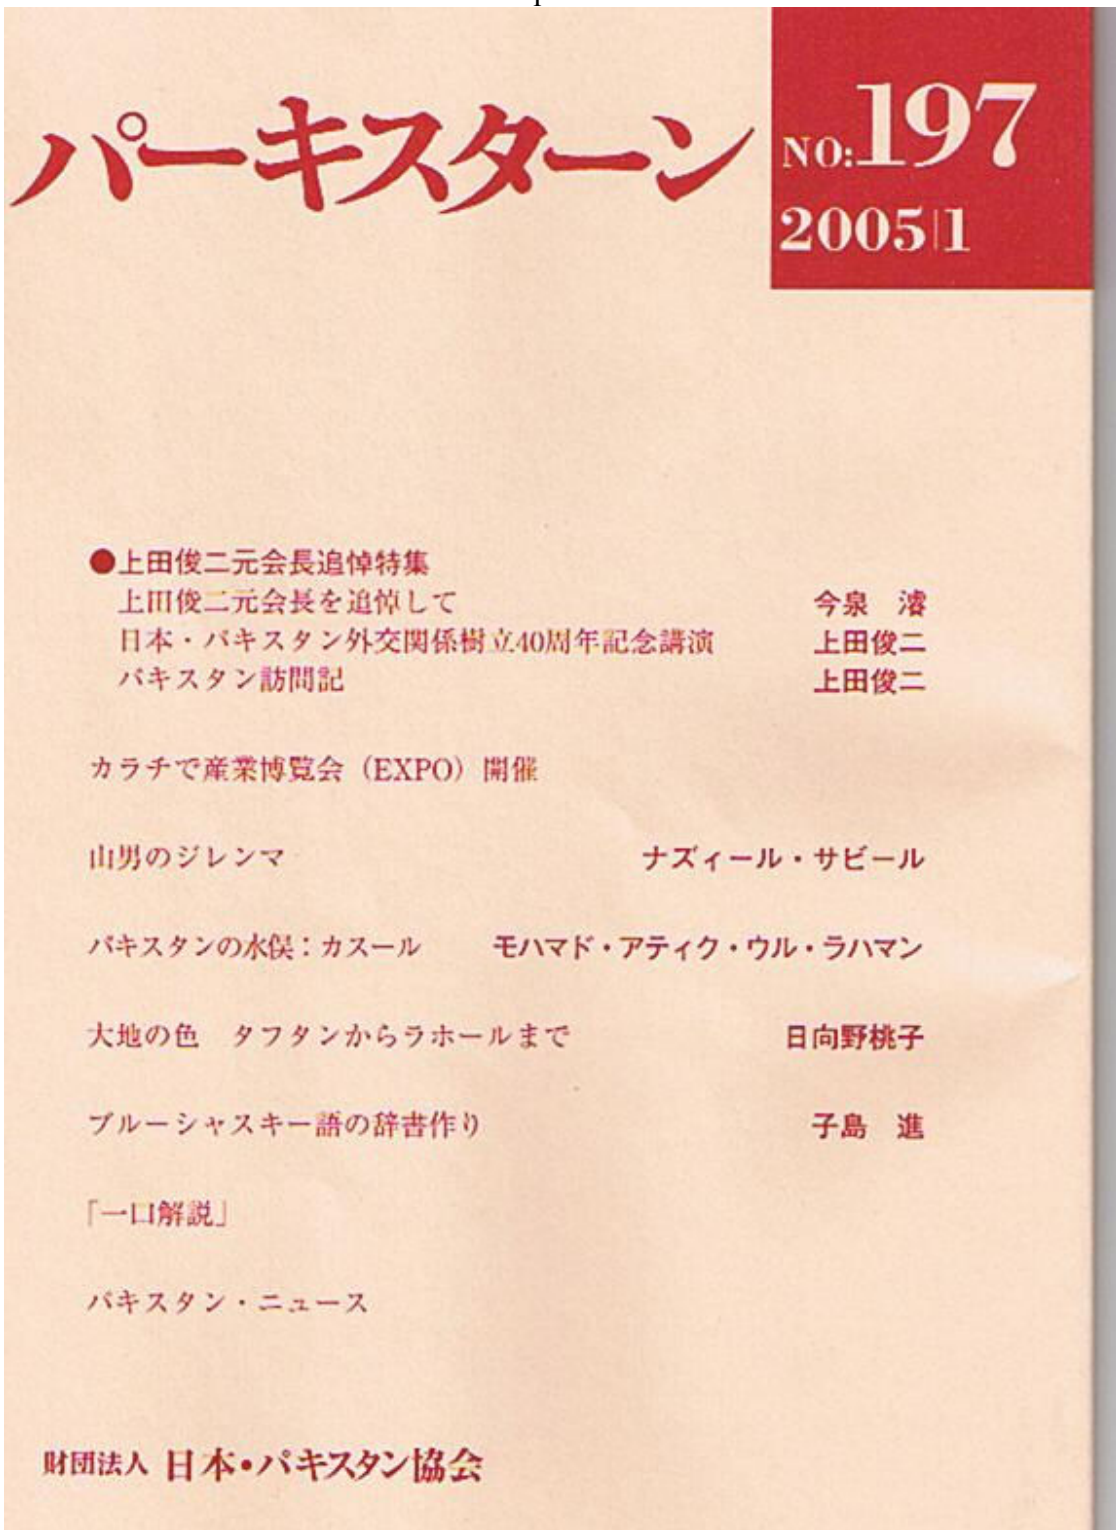 パーキスターン
NO:197
2005|1
●上田俊二元会長追悼特集
上田俊二元会長を追悼して 今泉 濬
日本・パキスタン外交関係樹立40周年記念講演 上田俊二
パキスタン訪問記 上田俊二
カラチで産業博覧会（EXPO）開催
山男のジレンマ ナズィール・サビール
パキスタンの水俣：カスール モハマド・アティク・ウル・ラハマン
大地の色 タフタンからラホールまで 日向野桃子
ブルーシャスキー語の辞書作り 子島 進
「一口解説」
パキスタン・ニュース
財団法人 日本・パキスタン協会